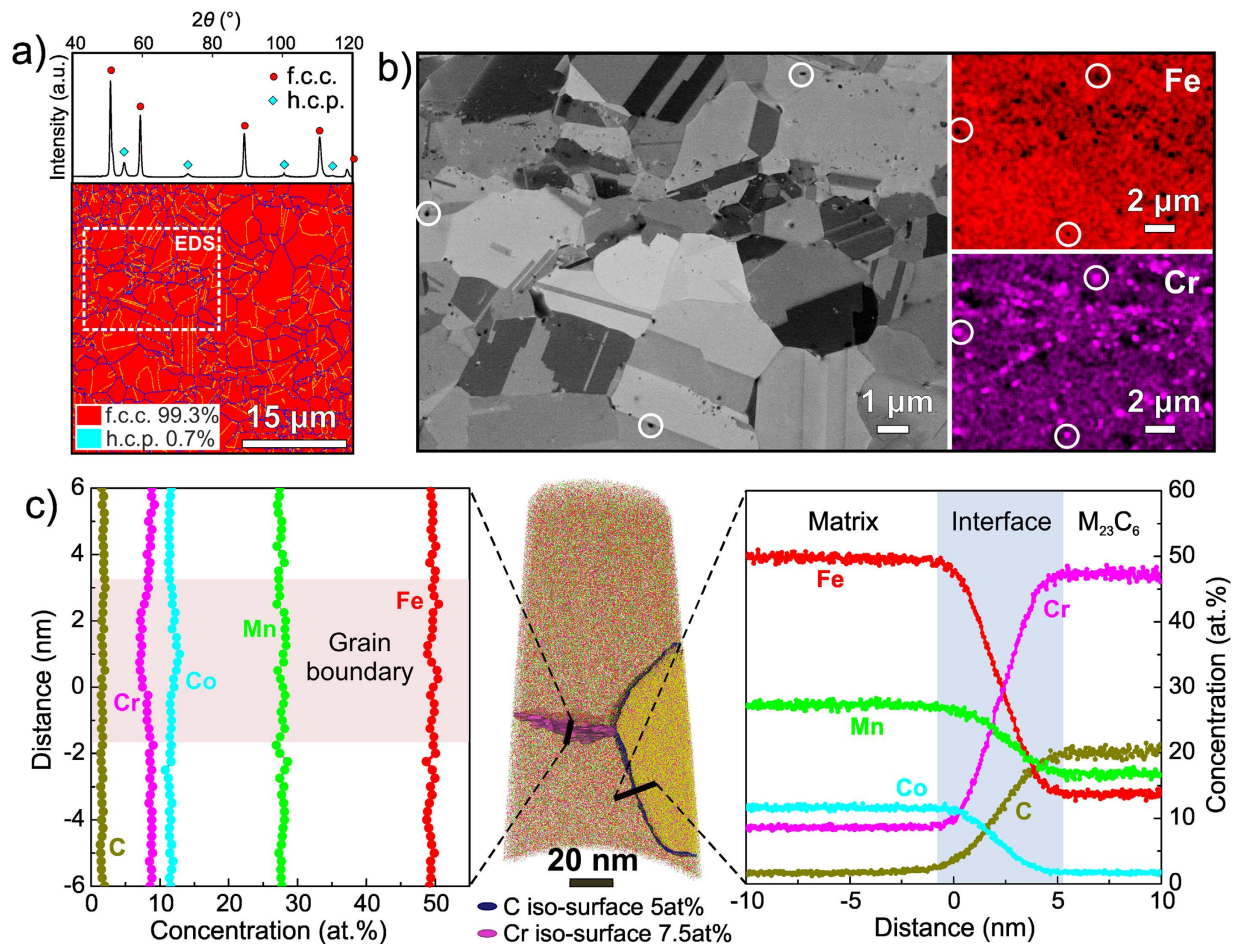 a)
2θ (°)
40 60 80 100 120
Intensity (a.u.)
f.c.c.
h.c.p.
EDS
f.c.c. 99.3%
h.c.p. 0.7%
15 μm
b)
1 μm
Fe
2 μm
Cr
2 μm
c)
Distance (nm)
6
4
2
0
-2
-4
-6
C
Cr
Co
Mn
Fe
Grain
boundary
0 10 20 30 40 50
Concentration (at.%)
20 nm
C iso-surface 5at%
Cr iso-surface 7.5at%
Matrix
Interface
M₂₃C₆
Fe
Cr
Mn
Co
C
60
50
40
30
20
10
0
Concentration (at.%)
-10 -5 0 5 10
Distance (nm)